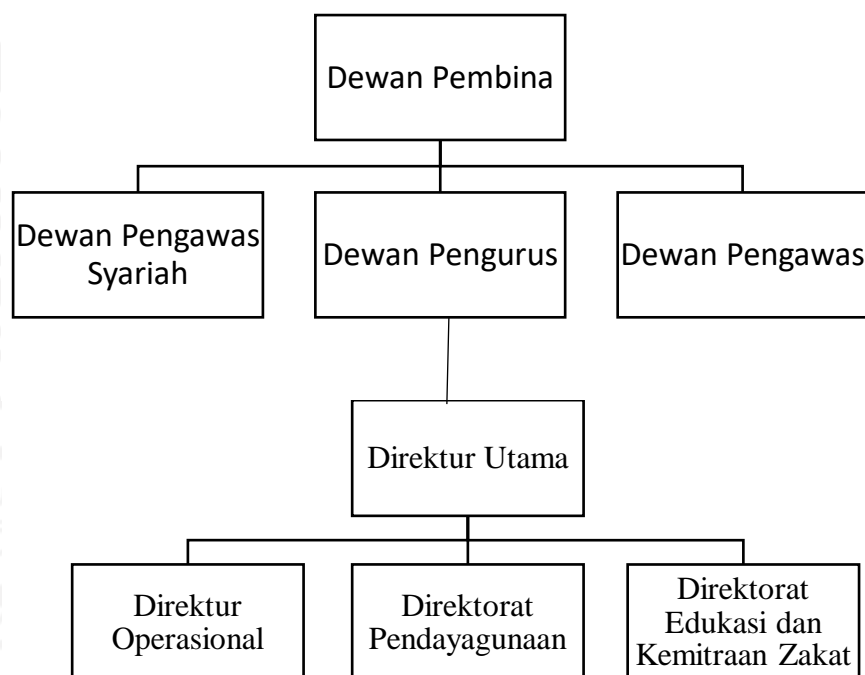 Dewan Pembina
Dewan Pengawas
Syariah
Dewan Pengurus
Dewan Pengawas
Direktur Utama
Direktur
Operasional
Direktorat
Pendayagunaan
Direktorat
Edukasi dan
Kemitraan Zakat